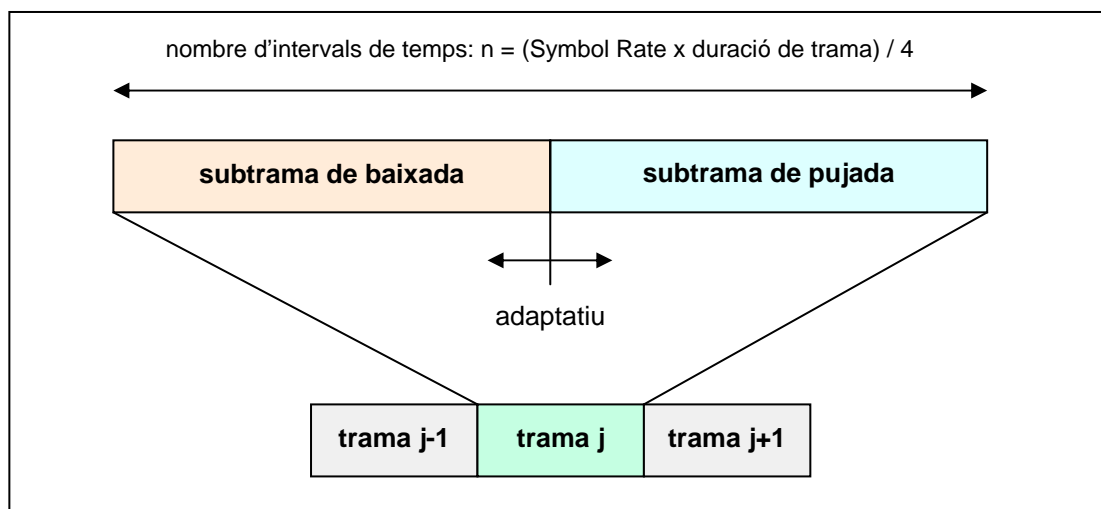 nombre d’intervals de temps: n = (Symbol Rate x duració de trama) / 4
subtrama de baixada
subtrama de pujada
adaptatiu
trama j-1
trama j
trama j+1